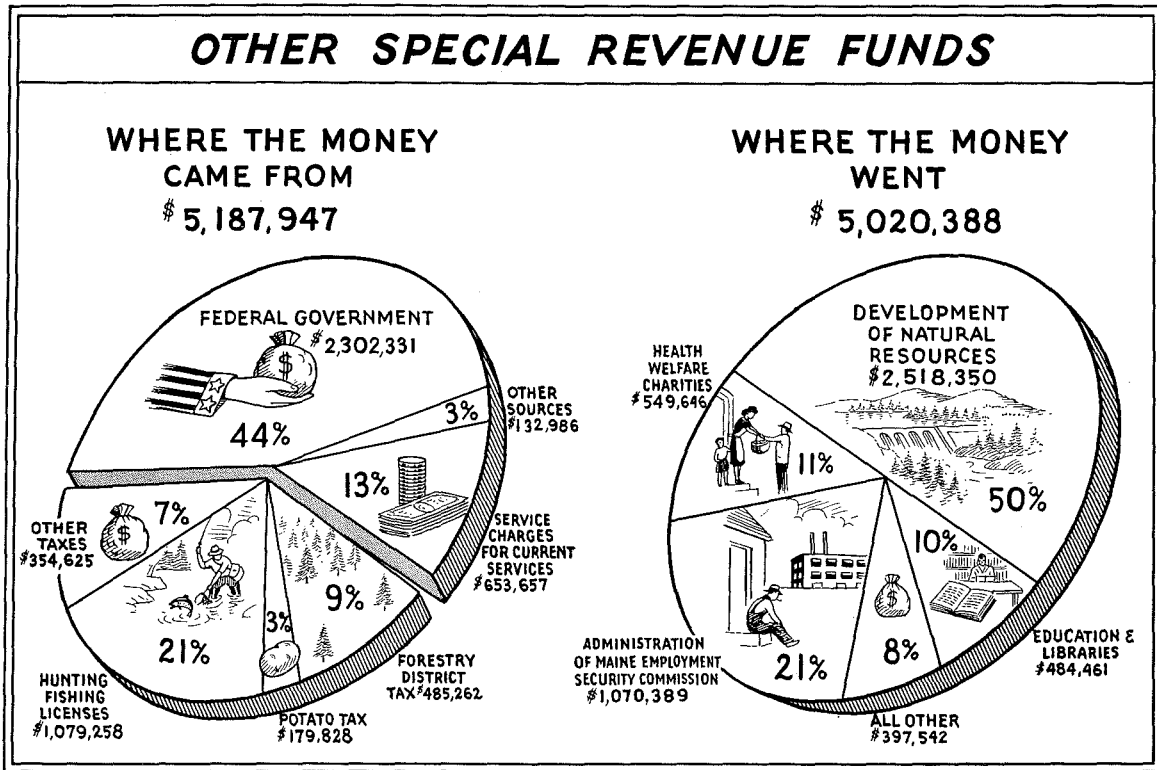 OTHER SPECIAL REVENUE FUNDS
WHERE THE MONEY
CAME FROM
$ 5,187,947
FEDERAL GOVERNMENT
$ 2,302,331
$
44%
3%
OTHER
SOURCES
$132,986
13%
SERVICE
CHARGES
FOR CURRENT
SERVICES
$653,657
7%
OTHER
TAXES
$354,625
$
21%
HUNTING
FISHING
LICENSES
$1,079,258
3%
POTATO TAX
$179,828
9%
FORESTRY
DISTRICT
TAX $485,262
WHERE THE MONEY
WENT
$ 5,020,388
DEVELOPMENT
OF NATURAL
RESOURCES
$2,518,350
50%
HEALTH
WELFARE
CHARITIES
$549,646
11%
ADMINISTRATION
OF MAINE EMPLOYMENT
SECURITY COMMISSION
$1,070,389
21%
$
8%
ALL OTHER
$397,542
10%
EDUCATION &
LIBRARIES
$484,461